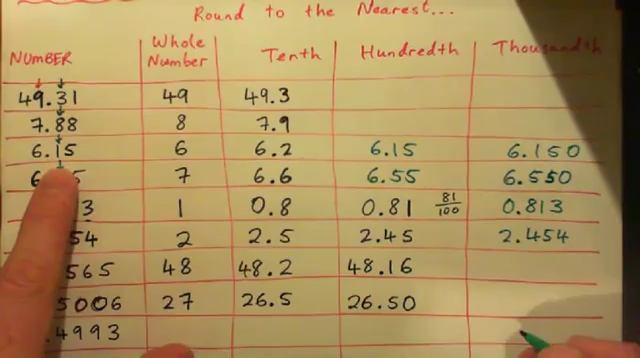 Round to the Nearest...
NUMBER Whole Number Tenth Hundredth Thousandth
49.31 49 49.3
7.88 8 7.9
6.15 6 6.2 6.15 6.150
6. 5 7 6.6 6.55 6.550
3 1 0.8 0.81 81/100 0.813
54 2 2.5 2.45 2.454
565 48 48.2 48.16
5006 27 26.5 26.50
.4993